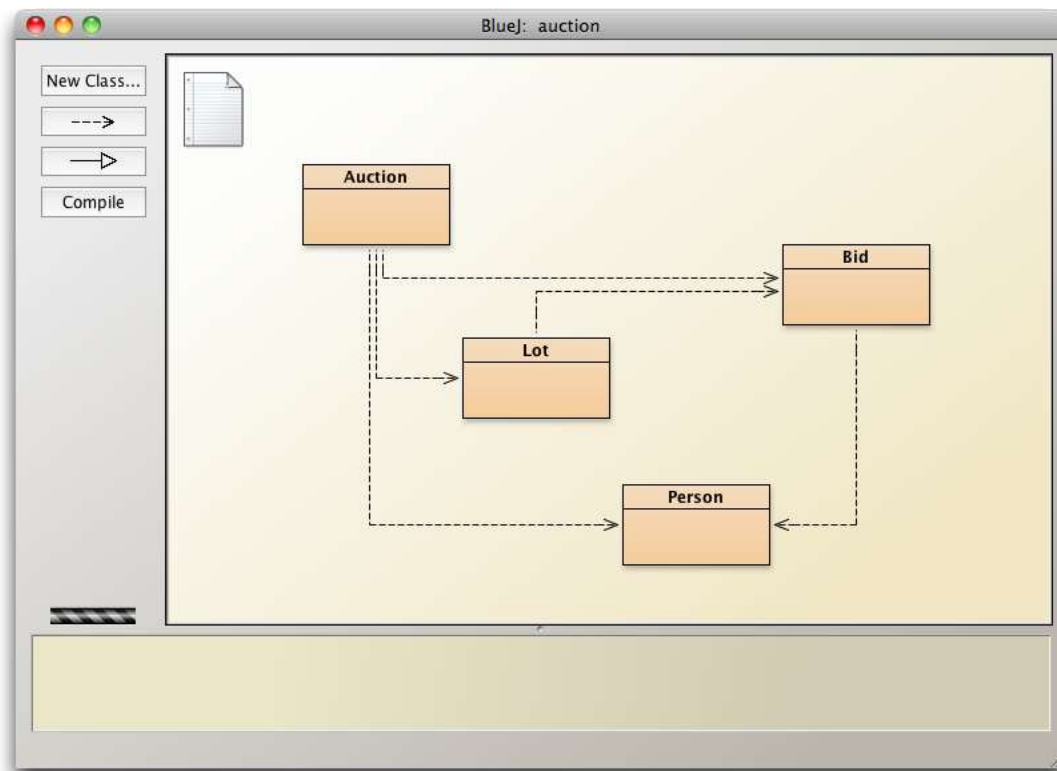 BlueJ: auction
New Class...
Compile
Auction
Bid
Lot
Person